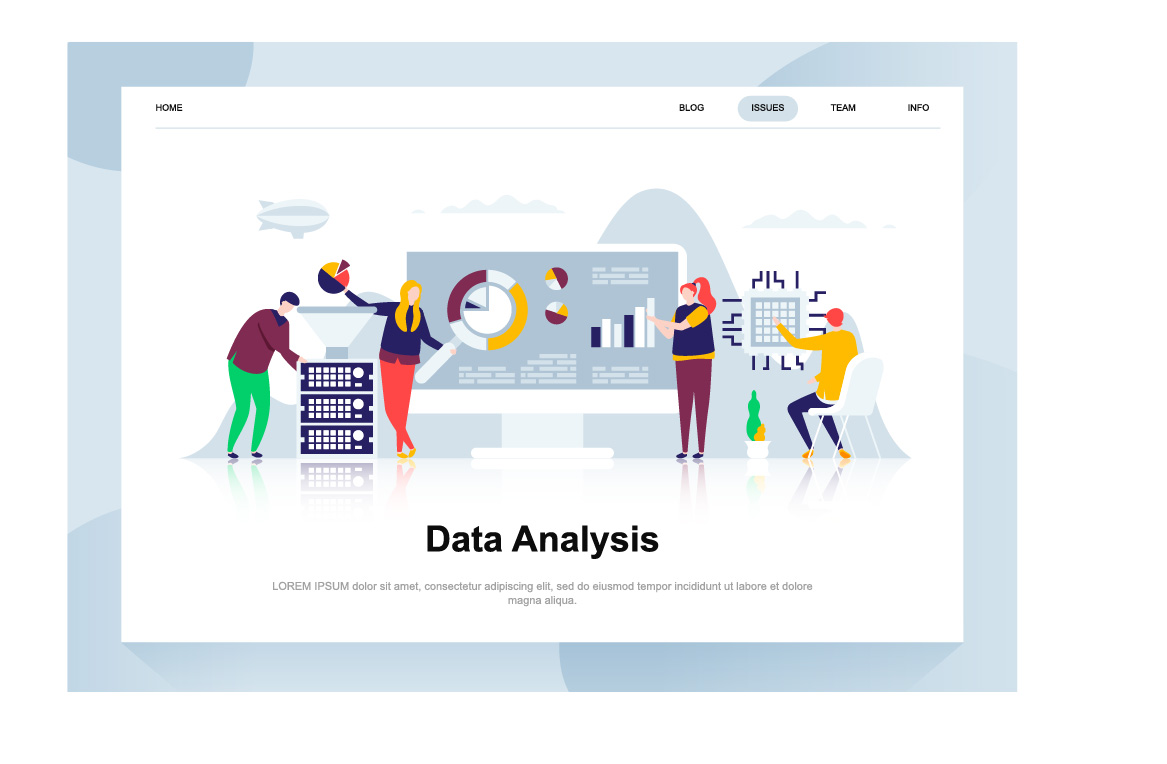 HOME BLOG ISSUES TEAM INFO
Data Analysis
LOREM IPSUM dolor sit amet, consectetur adipiscing elit, sed do eiusmod tempor incididunt ut labore et dolore
magna aliqua.